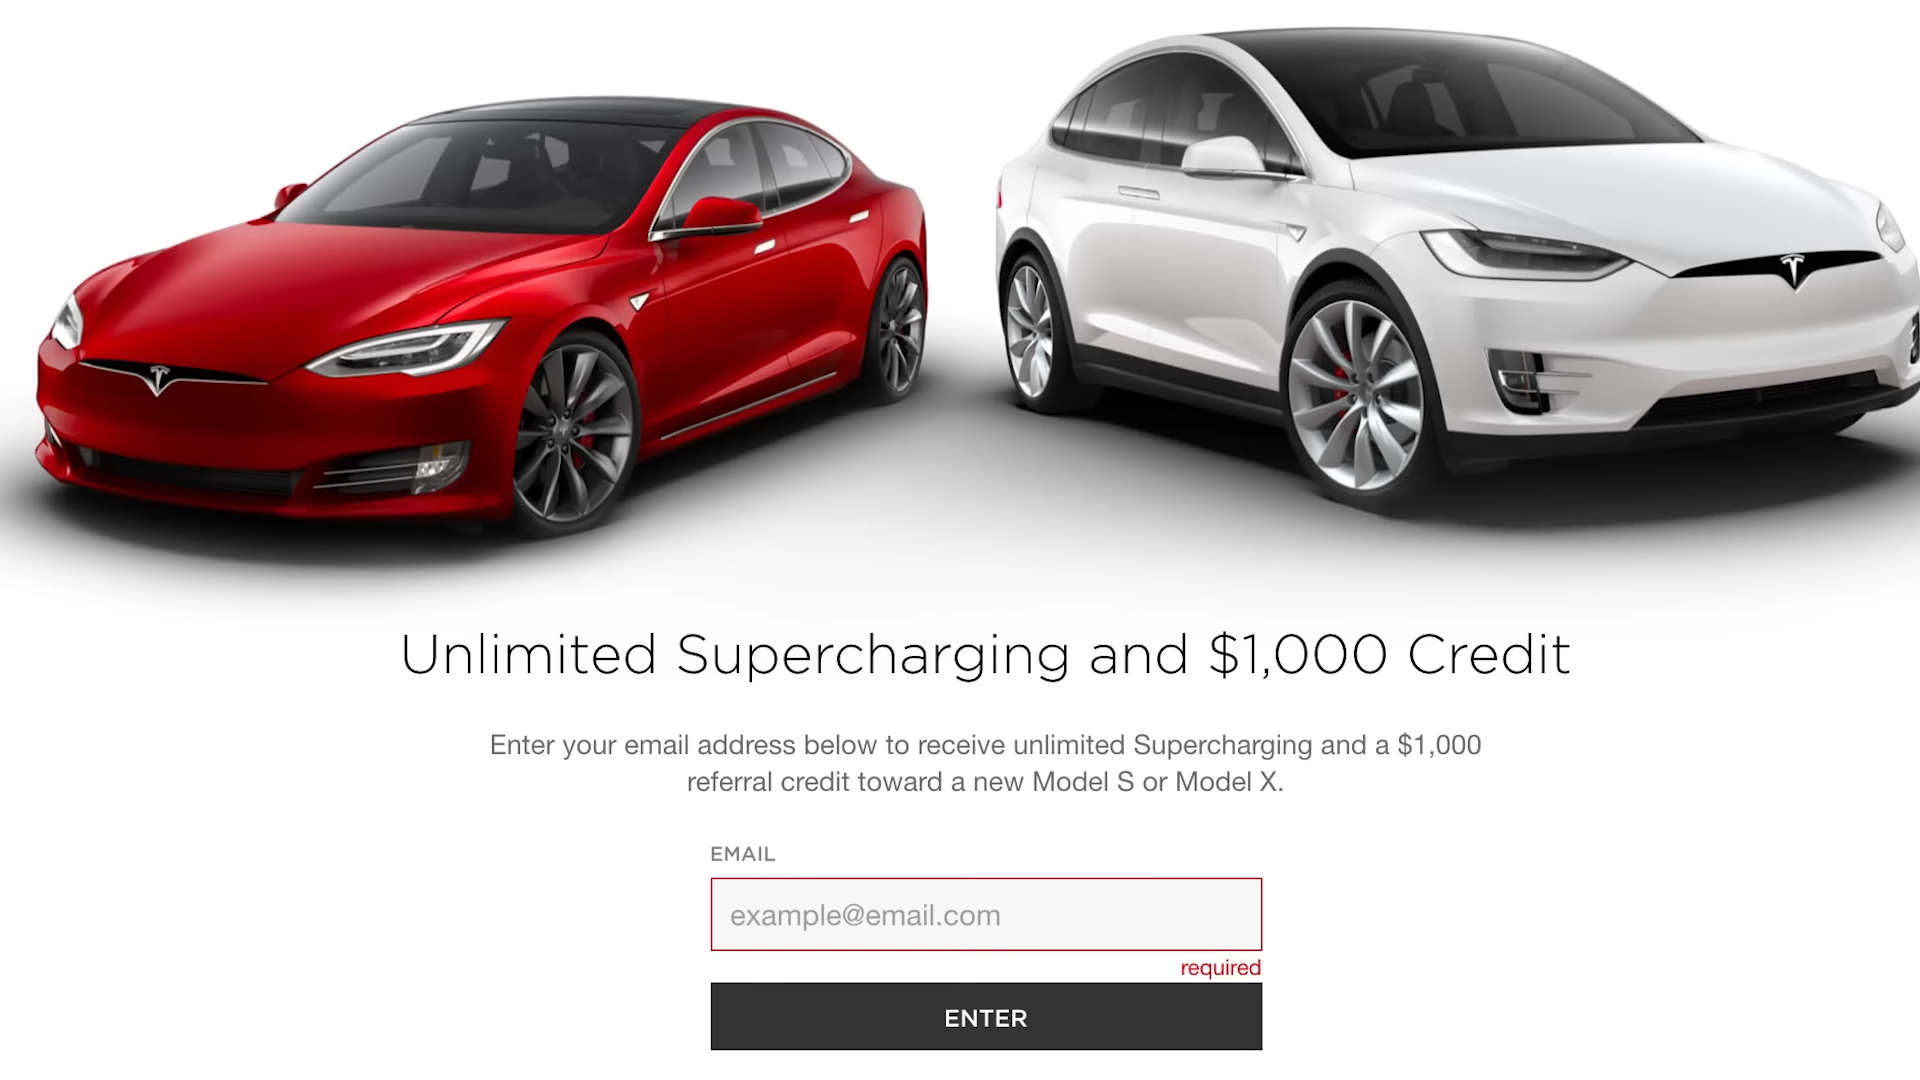 Unlimited Supercharging and $1,000 Credit
Enter your email address below to receive unlimited Supercharging and a $1,000
referral credit toward a new Model S or Model X.
EMAIL
example@email.com
required
ENTER